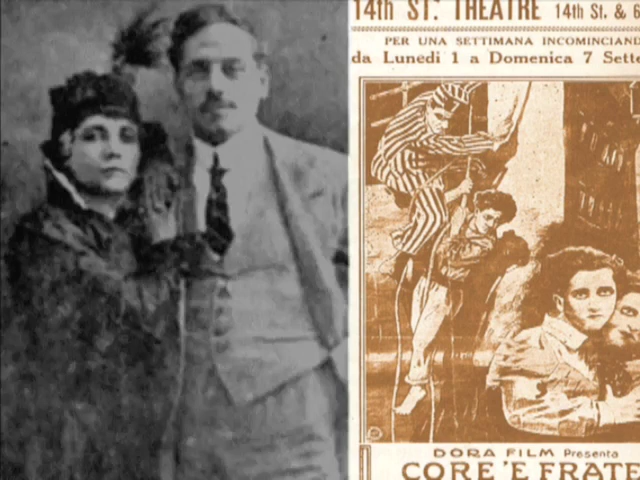 14th ST. THEATRE 14th St. & 6
PER UNA SETTIMANA INCOMINCIAND
da Lunedi 1 a Domenica 7 Sette
DORA FILM Presenta
CORE 'E FRATE